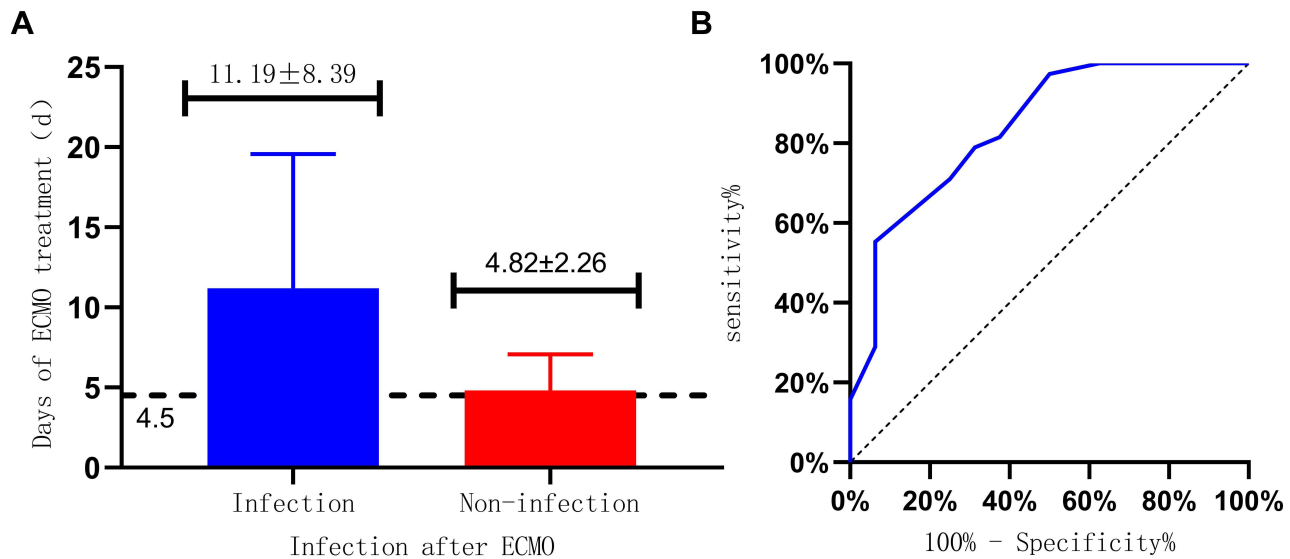 A
Days of ECMO treatment (d)
25
20
15
10
5
0
11.19±8.39
4.82±2.26
4.5
Infection
Non-infection
Infection after ECMO
B
sensitivity%
100%
80%
60%
40%
20%
0%
0%
20%
40%
60%
80%
100%
100% - Specificity%